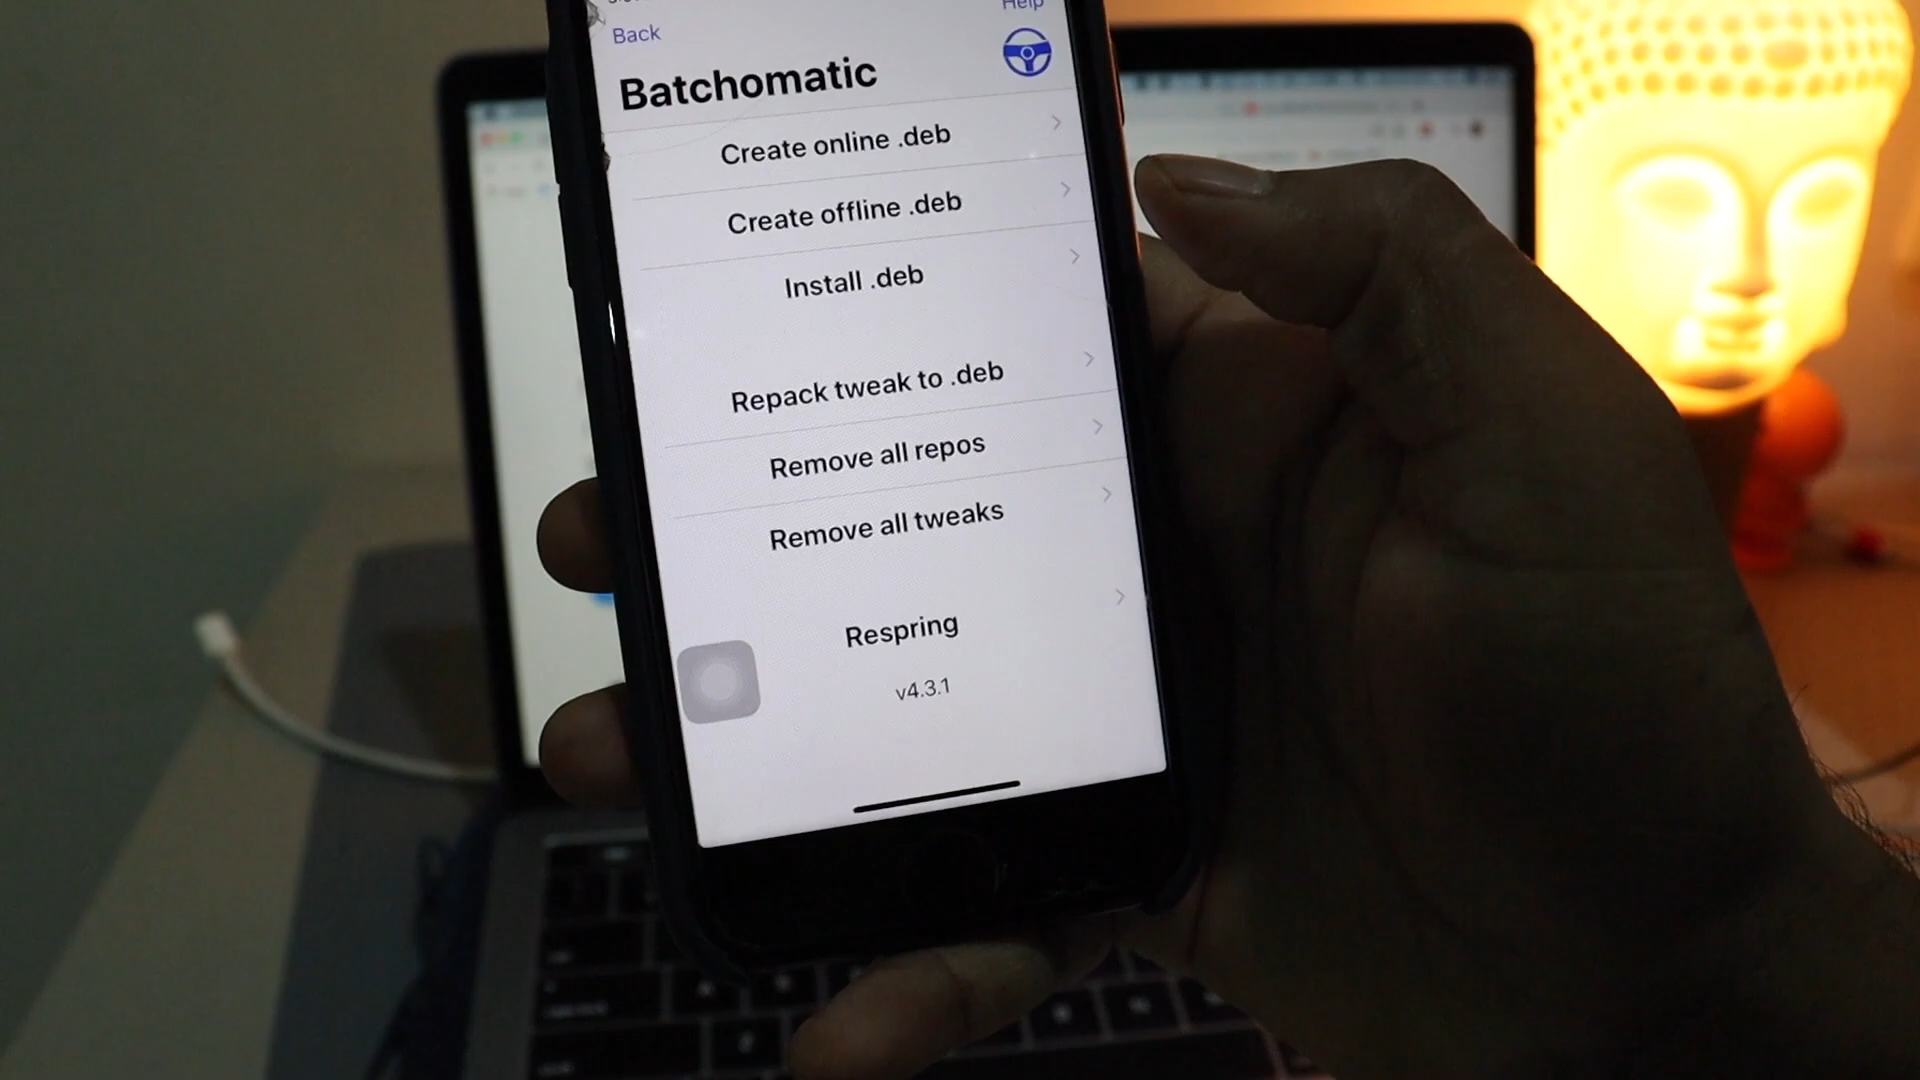 Back
Help
Batchomatic
Create online .deb
Create offline .deb
Install .deb
Repack tweak to .deb
Remove all repos
Remove all tweaks
Respring
v4.3.1